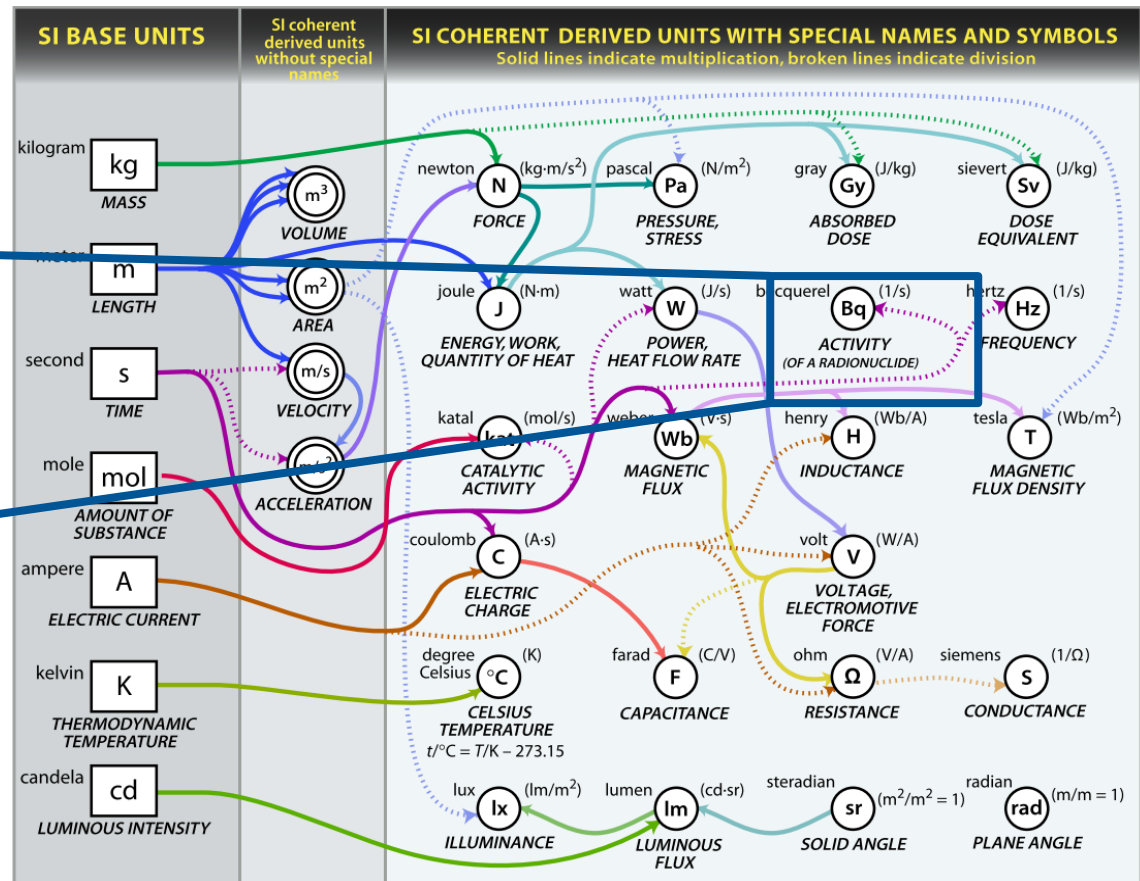 SI BASE UNITS
SI coherent
derived units
without special
names
SI COHERENT DERIVED UNITS WITH SPECIAL NAMES AND SYMBOLS
Solid lines indicate multiplication, broken lines indicate division
kilogram
kg
MASS
meter
m
LENGTH
second
s
TIME
mole
mol
AMOUNT OF
SUBSTANCE
ampere
A
ELECTRIC CURRENT
kelvin
K
THERMODYNAMIC
TEMPERATURE
candela
cd
LUMINOUS INTENSITY
m³
VOLUME
m²
AREA
m/s
VELOCITY
m/s²
ACCELERATION
newton
N
(kg·m/s²)
FORCE
pascal
Pa
(N/m²)
PRESSURE,
STRESS
gray
Gy
(J/kg)
ABSORBED
DOSE
sievert
Sv
(J/kg)
DOSE
EQUIVALENT
joule
J
(N·m)
ENERGY, WORK,
QUANTITY OF HEAT
watt
W
(J/s)
POWER,
HEAT FLOW RATE
becquerel
Bq
(1/s)
ACTIVITY
(OF A RADIONUCLIDE)
hertz
Hz
(1/s)
FREQUENCY
katal
kat
(mol/s)
CATALYTIC
ACTIVITY
weber
Wb
(V·s)
MAGNETIC
FLUX
henry
H
(Wb/A)
INDUCTANCE
tesla
T
(Wb/m²)
MAGNETIC
FLUX DENSITY
coulomb
C
(A·s)
ELECTRIC
CHARGE
volt
V
(W/A)
VOLTAGE,
ELECTROMOTIVE
FORCE
degree
Celsius
°C
(K)
CELSIUS
TEMPERATURE
t/°C = T/K – 273.15
farad
F
(C/V)
CAPACITANCE
ohm
Ω
(V/A)
RESISTANCE
siemens
S
(1/Ω)
CONDUCTANCE
lux
lx
(lm/m²)
ILLUMINANCE
lumen
lm
(cd·sr)
LUMINOUS
FLUX
steradian
sr
(m²/m² = 1)
SOLID ANGLE
radian
rad
(m/m = 1)
PLANE ANGLE